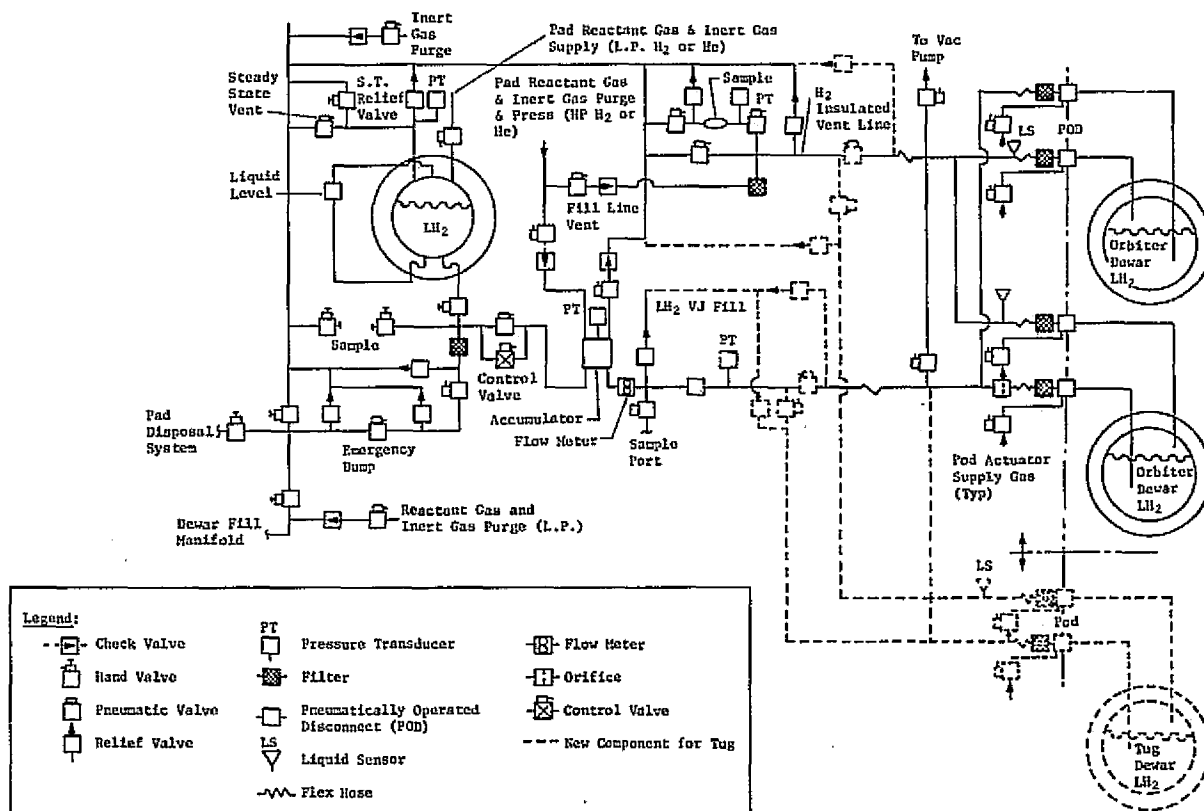 Inert
Gas
Purge
Pad Reactant Gas & Inert Gas
Supply (L.P. H2 or He)
To Vac
Pump
Steady
State
Vent
S.T.
Relief
Valve
PT
Pad Reactant Gas
& Inert Gas Purge
& Press (HP H2 or
He)
Sample
PT
H2
Insulated
Vent Line
LS
POD
Liquid
Level
LH2
Fill Line
Vent
Orbiter
Dewar
LH2
Sample
Control
Valve
PT
LH2 VJ Fill
PT
Accumulator
Flow Meter
Sample
Port
Pad
Disposal
System
Emergency
Dump
Pod Actuator
Supply Gas
(Typ)
Orbiter
Dewar
LH2
Reactant Gas and
Inert Gas Purge (L.P.)
Dewar Fill
Manifold
LS
Pod
Tug
Dewar
LH2
Legend:
Check Valve
Hand Valve
Pneumatic Valve
Relief Valve
PT
Pressure Transducer
Filter
Pneumatically Operated
Disconnect (POD)
LS
Liquid Sensor
Flex Hose
Flow Meter
Orifice
Control Valve
New Component for Tug